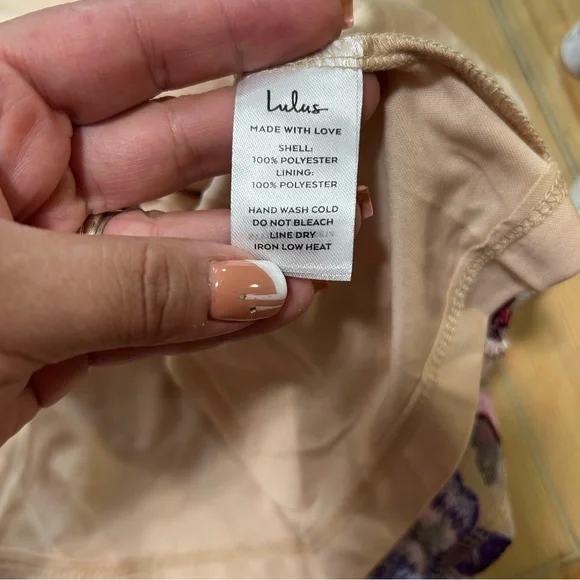 Lulus
MADE WITH LOVE
SHELL:
100% POLYESTER
LINING:
100% POLYESTER
HAND WASH COLD
DO NOT BLEACH
LINE DRY
IRON LOW HEAT